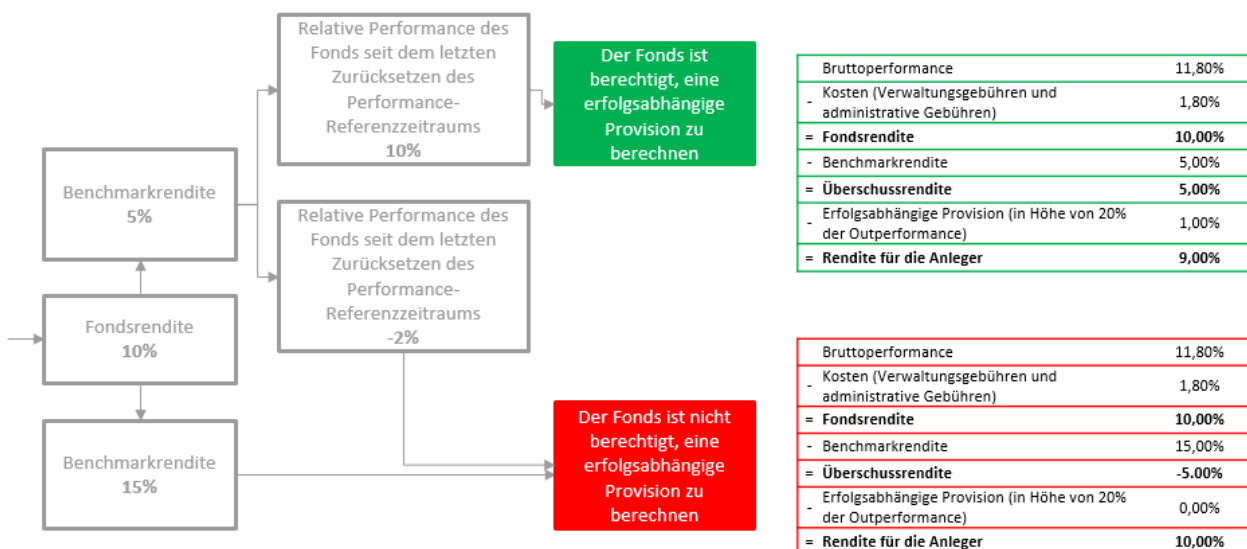 Relative Performance des
Fonds seit dem letzten
Zurücksetzen des
Performance-
Referenzzeitraums
10%
Der Fonds ist
berechtigt, eine
erfolgsabhängige
Provision zu
berechnen
Benchmarkrendite
5%
Relative Performance des
Fonds seit dem letzten
Zurücksetzen des
Performance-
Referenzzeitraums
-2%
Fondsrendite
10%
Benchmarkrendite
15%
Der Fonds ist nicht
berechtigt, eine
erfolgsabhängige
Provision zu
berechnen
Bruttoperformance 11,80%
- Kosten (Verwaltungsgebühren und
administrative Gebühren) 1,80%
= Fondsrendite 10,00%
- Benchmarkrendite 5,00%
= Überschussrendite 5,00%
- Erfolgsabhängige Provision (in Höhe von 20%
der Outperformance) 1,00%
= Rendite für die Anleger 9,00%
Bruttoperformance 11,80%
- Kosten (Verwaltungsgebühren und
administrative Gebühren) 1,80%
= Fondsrendite 10,00%
- Benchmarkrendite 15,00%
= Überschussrendite -5.00%
- Erfolgsabhängige Provision (in Höhe von 20%
der Outperformance) 0,00%
= Rendite für die Anleger 10,00%